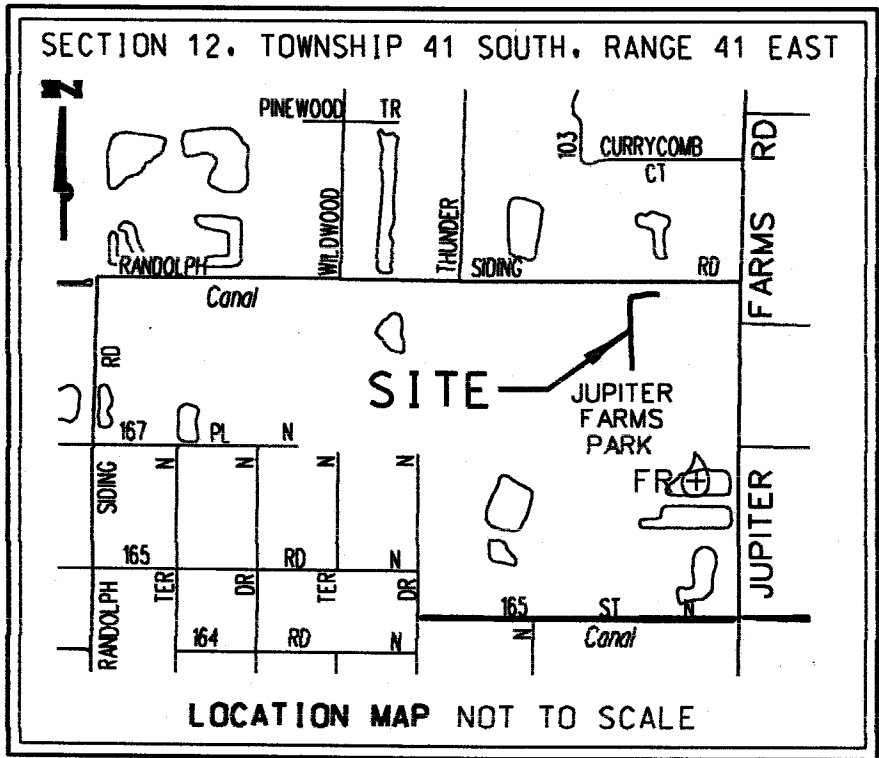 SECTION 12, TOWNSHIP 41 SOUTH, RANGE 41 EAST
N
PINEWOOD TR
WILDWOOD
THUNDER
103
CURRYCOMB
CT
JUPITER FARMS RD
RANDOLPH
SIDING RD
Canal
SITE
JUPITER
FARMS
PARK
RD
167 PL N
SIDING
N
N
N
N
FR
165 RD N
RANDOLPH
TER
DR
TER
DR
164 RD N
165 ST N
N
Canal
LOCATION MAP NOT TO SCALE